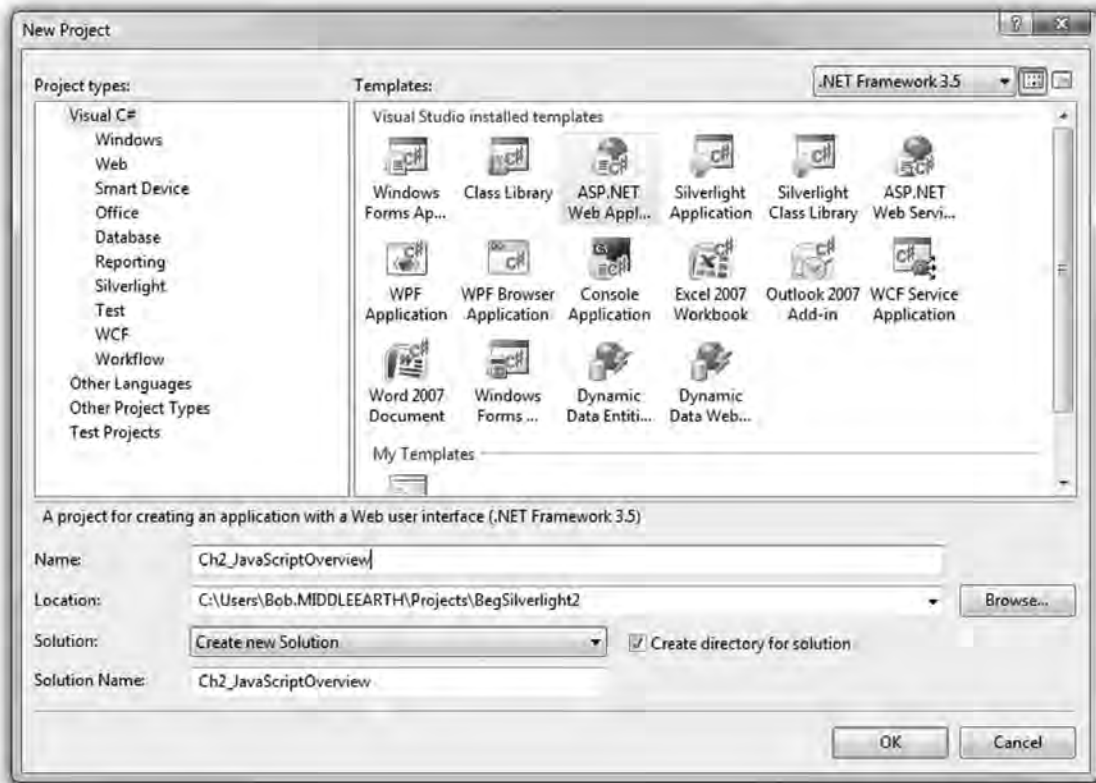 New Project
Project types:
Templates:
.NET Framework 3.5
Visual C#
Windows
Web
Smart Device
Office
Database
Reporting
Silverlight
Test
WCF
Workflow
Other Languages
Other Project Types
Test Projects
Visual Studio installed templates
Windows
Forms Ap...
Class Library
ASP.NET
Web Appl...
Silverlight
Application
Silverlight
Class Library
ASP.NET
Web Servi...
WPF
Application
WPF Browser
Application
Console
Application
Excel 2007
Workbook
Outlook 2007
Add-in
WCF Service
Application
Word 2007
Document
Windows
Forms ...
Dynamic
Data Entiti...
Dynamic
Data Web...
My Templates
A project for creating an application with a Web user interface (.NET Framework 3.5)
Name:
Ch2_JavaScriptOverview
Location:
C:\Users\Bob.MIDDLEEARTH\Projects\BegSilverlight2
Browse...
Solution:
Create new Solution
Create directory for solution
Solution Name:
Ch2_JavaScriptOverview
OK
Cancel